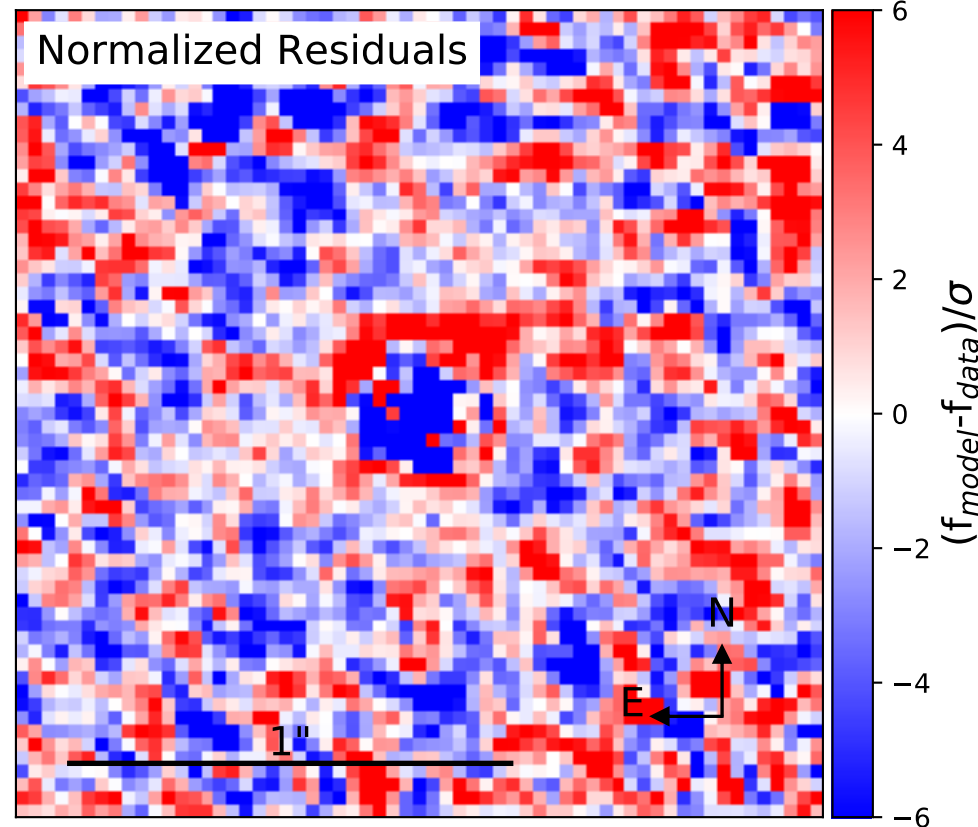 Normalized Residuals
6
4
2
0
−2
−4
−6
(f_model-f_data)/σ
N
E
1"